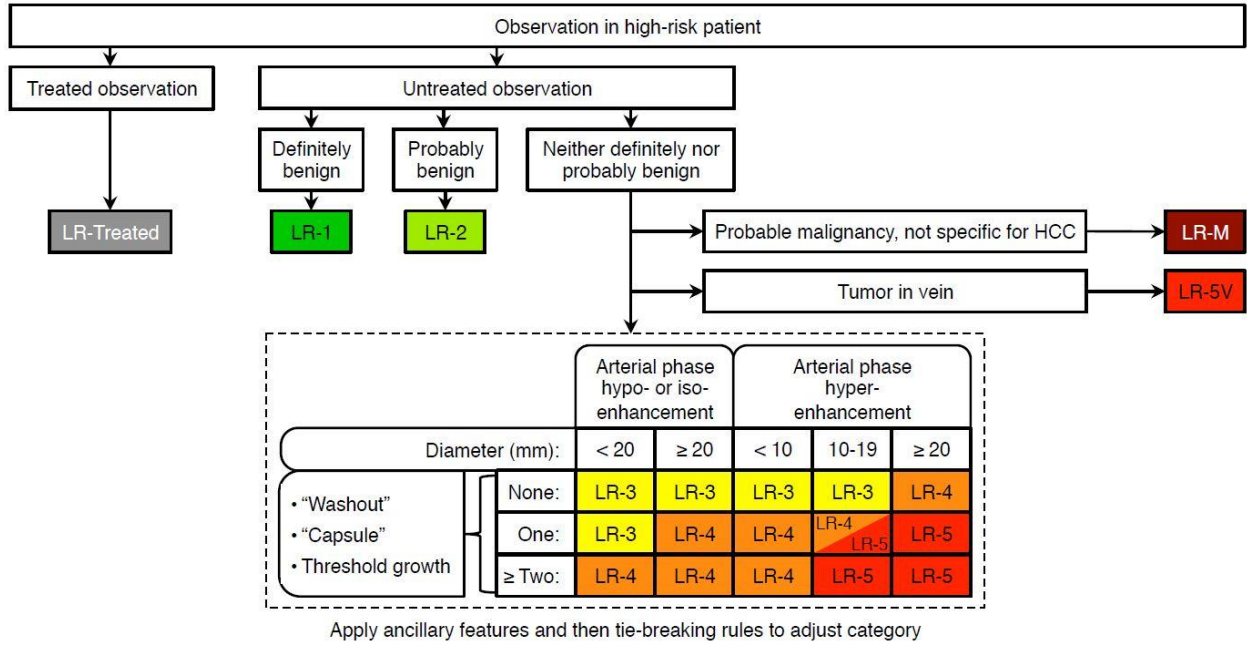 Observation in high-risk patient
Treated observation
Untreated observation
Definitely
benign
Probably
benign
Neither definitely nor
probably benign
LR-Treated
LR-1
LR-2
Probable malignancy, not specific for HCC
LR-M
Tumor in vein
LR-5V
Arterial phase
hypo- or iso-
enhancement
Arterial phase
hyper-
enhancement
Diameter (mm): < 20 ≥ 20 < 10 10-19 ≥ 20
• “Washout”
• “Capsule”
• Threshold growth
None: LR-3 LR-3 LR-3 LR-3 LR-4
One: LR-3 LR-4 LR-4 LR-4 LR-5 LR-5
≥ Two: LR-4 LR-4 LR-4 LR-5 LR-5
Apply ancillary features and then tie-breaking rules to adjust category